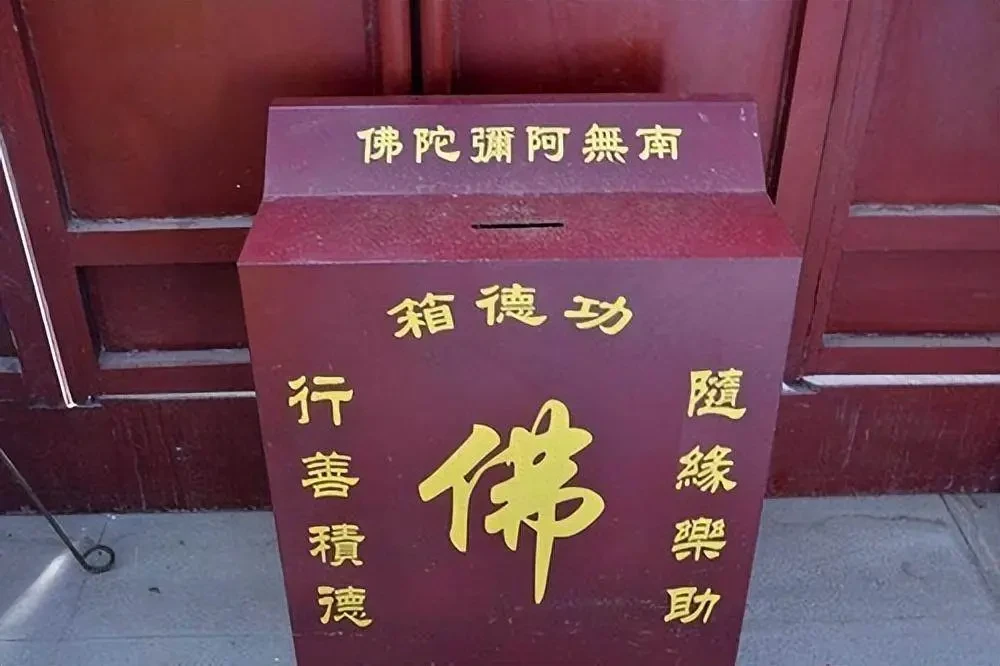 南無阿彌陀佛
功德箱
隨緣樂助
佛
行善積德